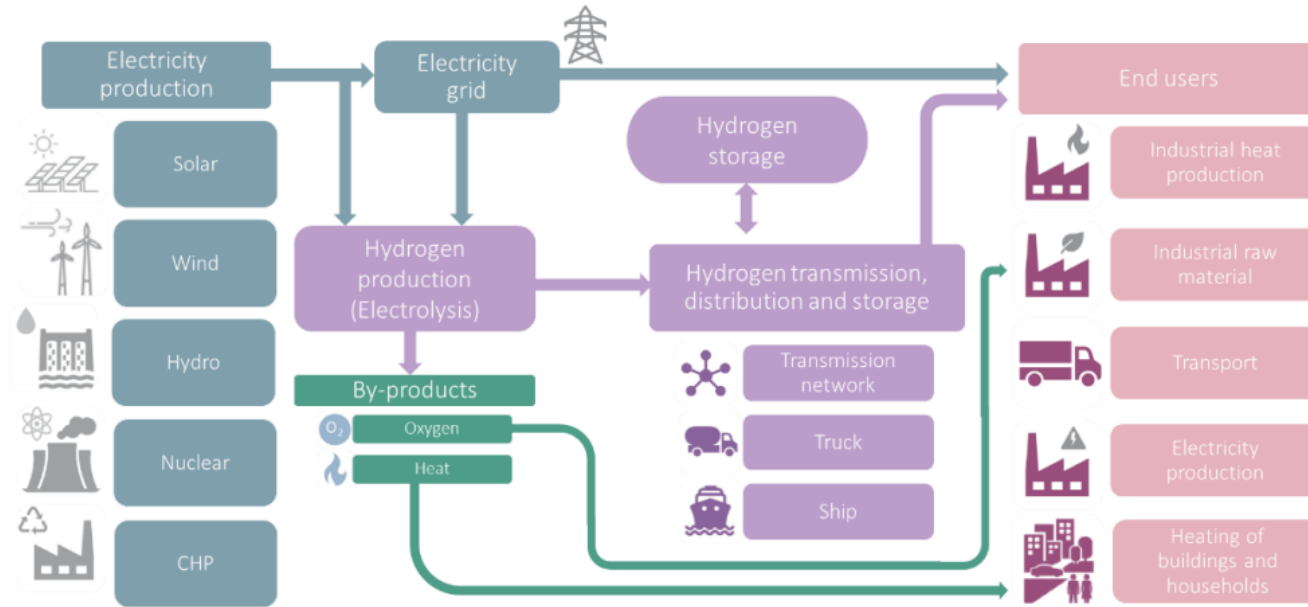 Electricity
production
Electricity
grid
End users
Solar
Wind
Hydro
Nuclear
CHP
Hydrogen
production
(Electrolysis)
By-products
O₂
Oxygen
Heat
Hydrogen
storage
Hydrogen transmission,
distribution and storage
Transmission
network
Truck
Ship
Industrial heat
production
Industrial raw
material
Transport
Electricity
production
Heating of
buildings and
households